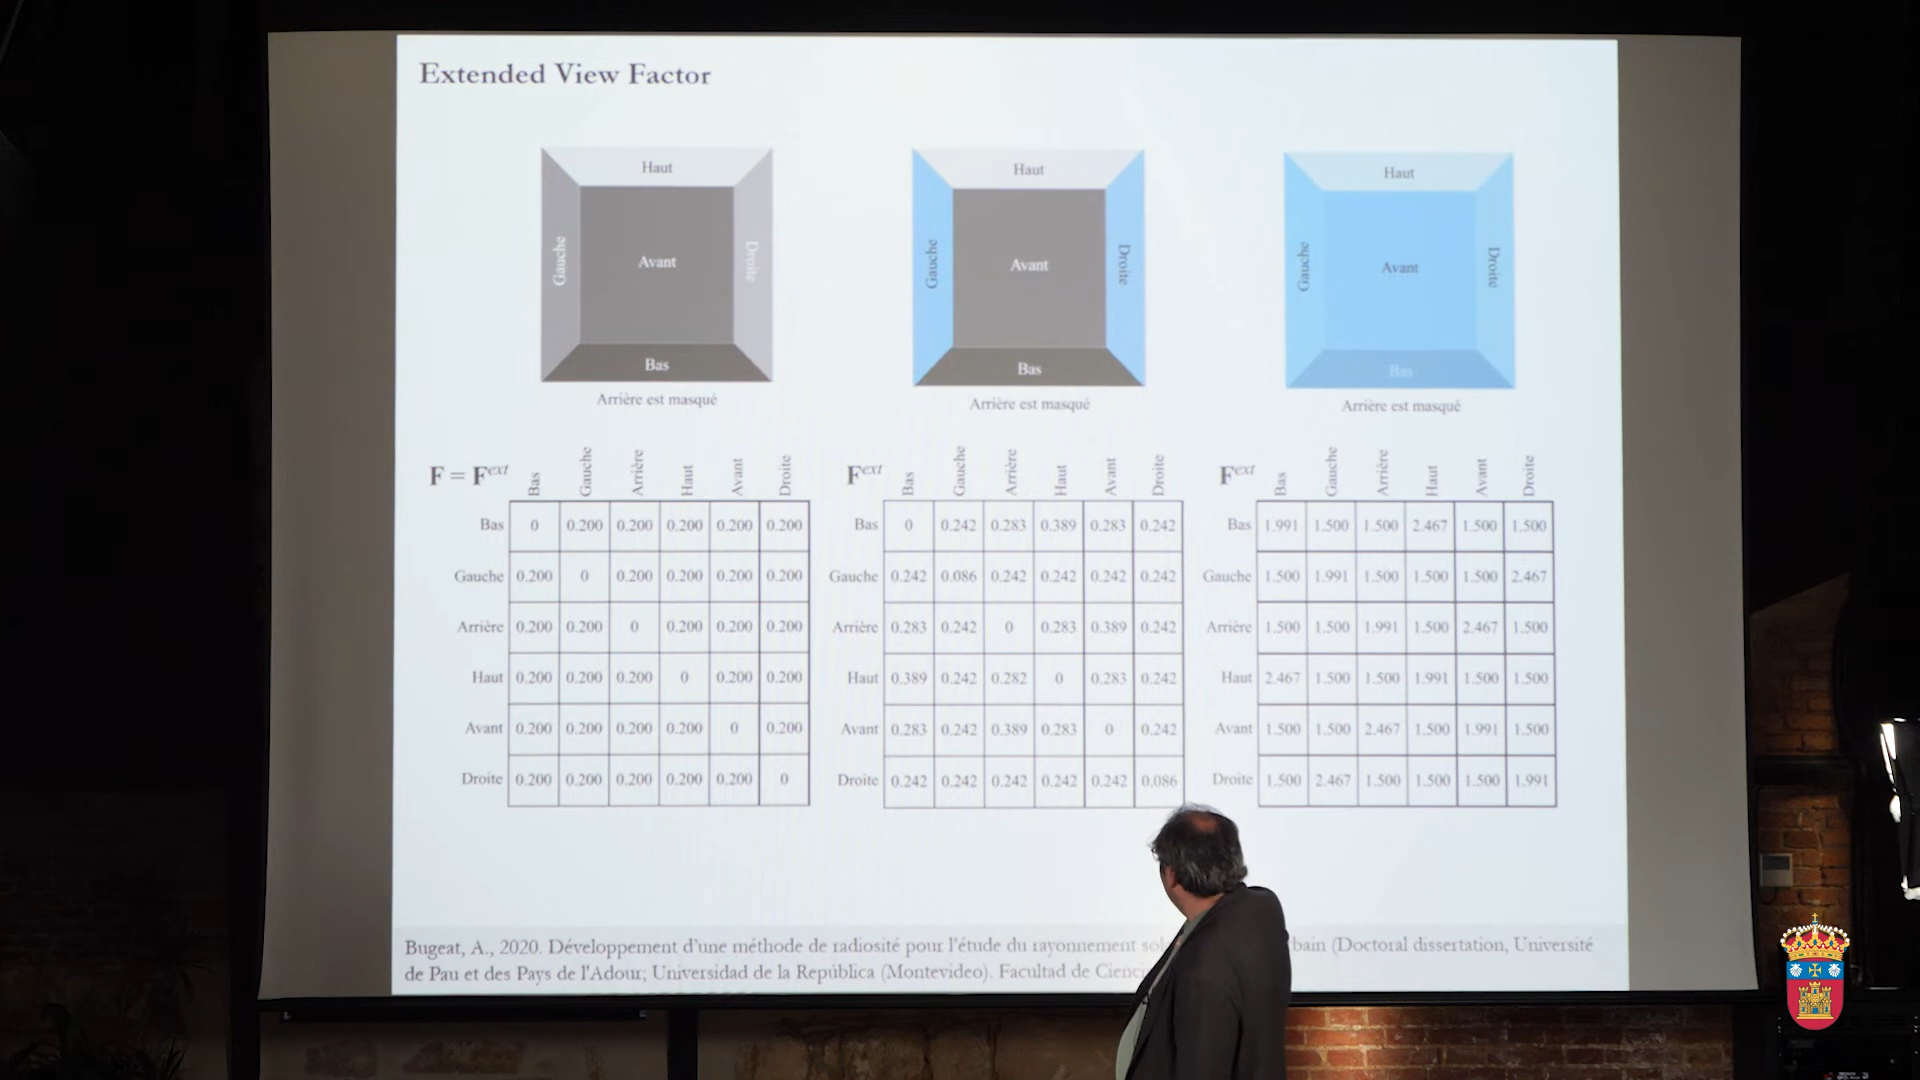 Extended View Factor
Haut
Gauche
Avant
Droite
Bas
Arrière est masqué
Haut
Gauche
Avant
Droite
Bas
Arrière est masqué
Haut
Gauche
Avant
Droite
Bas
Arrière est masqué
F = Fext
Bas Gauche Arrière Haut Avant Droite
Bas 0 0.200 0.200 0.200 0.200 0.200
Gauche 0.200 0 0.200 0.200 0.200 0.200
Arrière 0.200 0.200 0 0.200 0.200 0.200
Haut 0.200 0.200 0.200 0 0.200 0.200
Avant 0.200 0.200 0.200 0.200 0 0.200
Droite 0.200 0.200 0.200 0.200 0.200 0
Fext
Bas Gauche Arrière Haut Avant Droite
Bas 0 0.242 0.283 0.389 0.283 0.242
Gauche 0.242 0.086 0.242 0.242 0.242 0.242
Arrière 0.283 0.242 0 0.283 0.389 0.242
Haut 0.389 0.242 0.282 0 0.283 0.242
Avant 0.283 0.242 0.389 0.283 0 0.242
Droite 0.242 0.242 0.242 0.242 0.242 0.086
Fext
Bas Gauche Arrière Haut Avant Droite
Bas 1.991 1.500 1.500 2.467 1.500 1.500
Gauche 1.500 1.991 1.500 1.500 1.500 2.467
Arrière 1.500 1.500 1.991 1.500 2.467 1.500
Haut 2.467 1.500 1.500 1.991 1.500 1.500
Avant 1.500 1.500 2.467 1.500 1.991 1.500
Droite 1.500 2.467 1.500 1.500 1.500 1.991
Bugeat, A., 2020. Développement d'une méthode de radiosité pour l'étude du rayonnement (Doctoral dissertation, Université
de Pau et des Pays de l'Adour; Universidad de la República (Montevideo). Facultad de